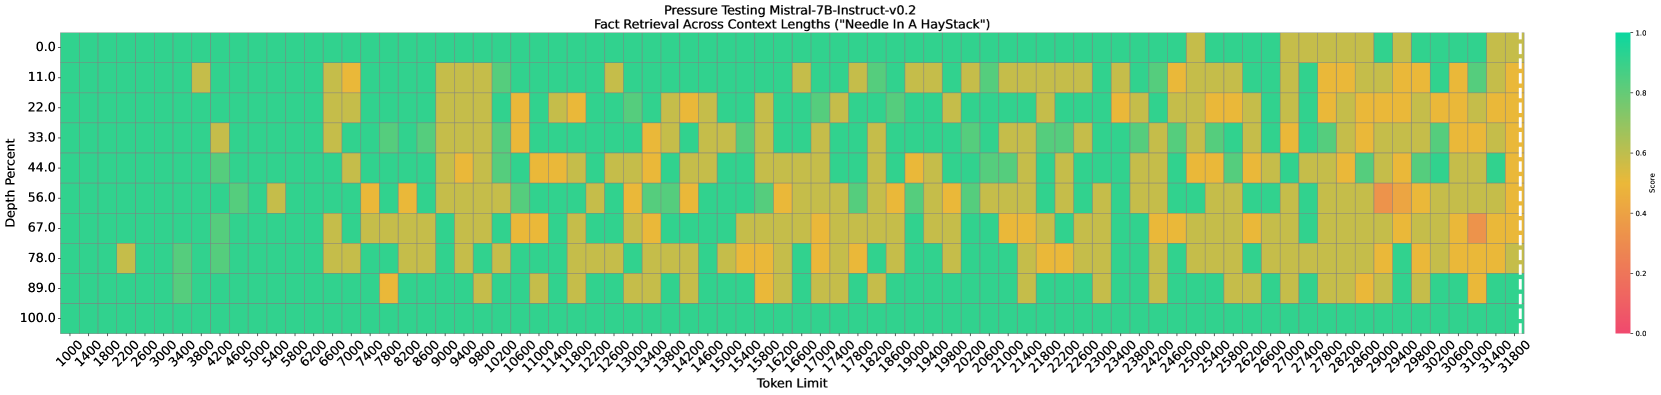 Pressure Testing Mistral-7B-Instruct-v0.2
Fact Retrieval Across Context Lengths ("Needle In A HayStack")
Depth Percent
0.0
11.0
22.0
33.0
44.0
56.0
67.0
78.0
89.0
100.0
1000 1400 1800 2200 2600 3000 3400 3800 4200 4600 5000 5400 5800 6200 6600 7000 7400 7800 8200 8600 9000 9400 9800 10200 10600 11000 11400 11800 12200 12600 13000 13400 13800 14200 14600 15000 15400 15800 16200 16600 17000 17400 17800 18200 18600 19000 19400 19800 20200 20600 21000 21400 21800 22200 22600 23000 23400 23800 24200 24600 25000 25400 25800 26200 26600 27000 27400 27800 28200 28600 29000 29400 29800 30200 30600 31000 31400 31800
Token Limit
1.0
0.8
0.6
0.4
0.2
0.0
Score